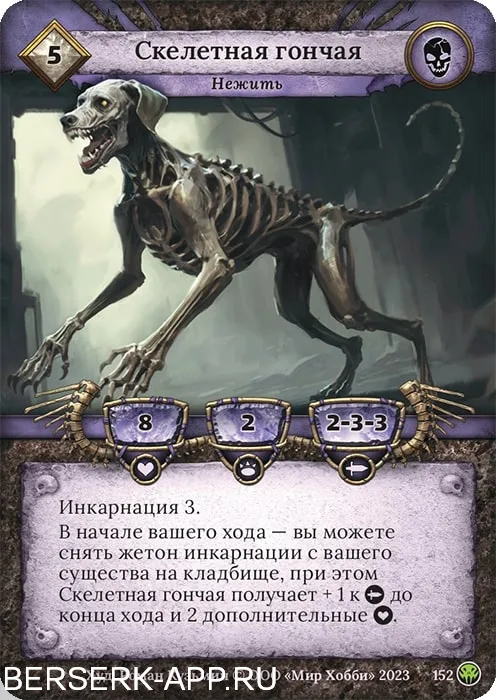 5
Скелетная гончая
Нежить
8
2
2-3-3
Инкарнация 3.
В начале вашего хода — вы можете
снять жетон инкарнации с вашего
существа на кладбище, при этом
Скелетная гончая получает +1 к до
конца хода и 2 дополнительные .
«Мир Хобби» 2023
152
BERSERK-APP.RU